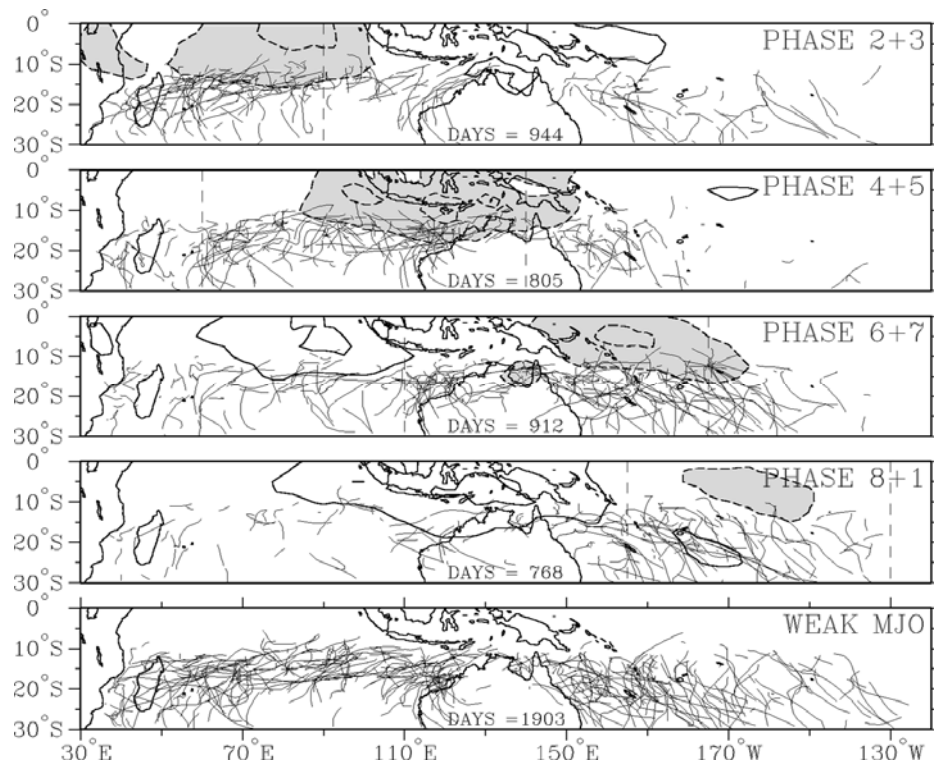 0°
PHASE 2+3
10°S
20°S
DAYS = 944
30°S
0°
PHASE 4+5
10°S
20°S
DAYS = 805
30°S
0°
PHASE 6+7
10°S
20°S
DAYS = 912
30°S
0°
PHASE 8+1
10°S
20°S
DAYS = 768
30°S
0°
WEAK MJO
10°S
20°S
DAYS =1903
30°S
30°E 70°E 110°E 150°E 170°W 130°W